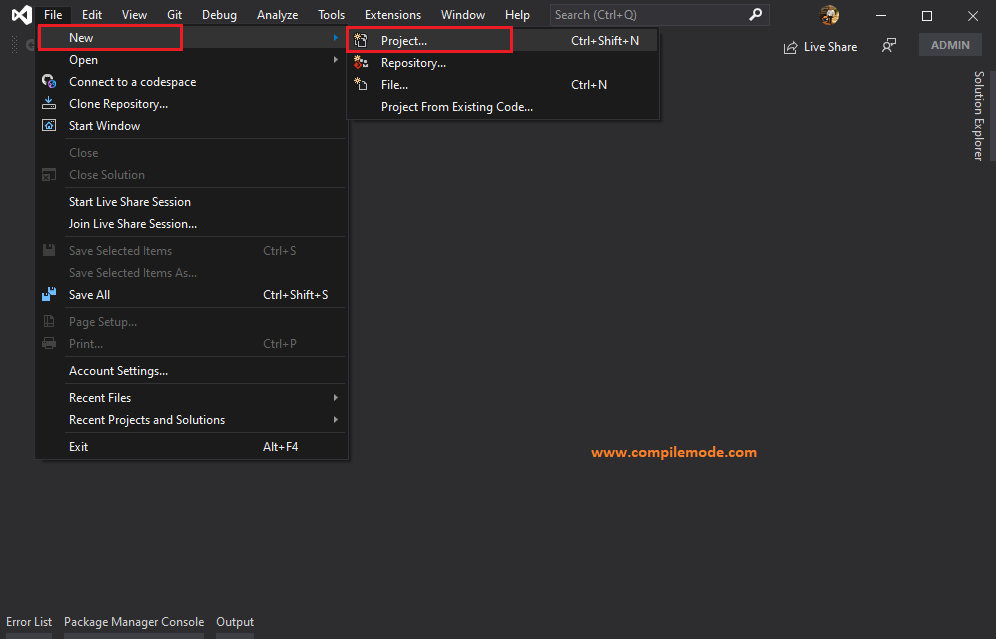 File Edit View Git Debug Analyze Tools Extensions Window Help Search (Ctrl+Q)
Live Share ADMIN
New
Open
Connect to a codespace
Clone Repository...
Start Window
Close
Close Solution
Start Live Share Session
Join Live Share Session...
Save Selected Items Ctrl+S
Save Selected Items As...
Save All Ctrl+Shift+S
Page Setup...
Print... Ctrl+P
Account Settings...
Recent Files
Recent Projects and Solutions
Exit Alt+F4
Project... Ctrl+Shift+N
Repository...
File... Ctrl+N
Project From Existing Code...
Solution Explorer
www.compilemode.com
Error List Package Manager Console Output